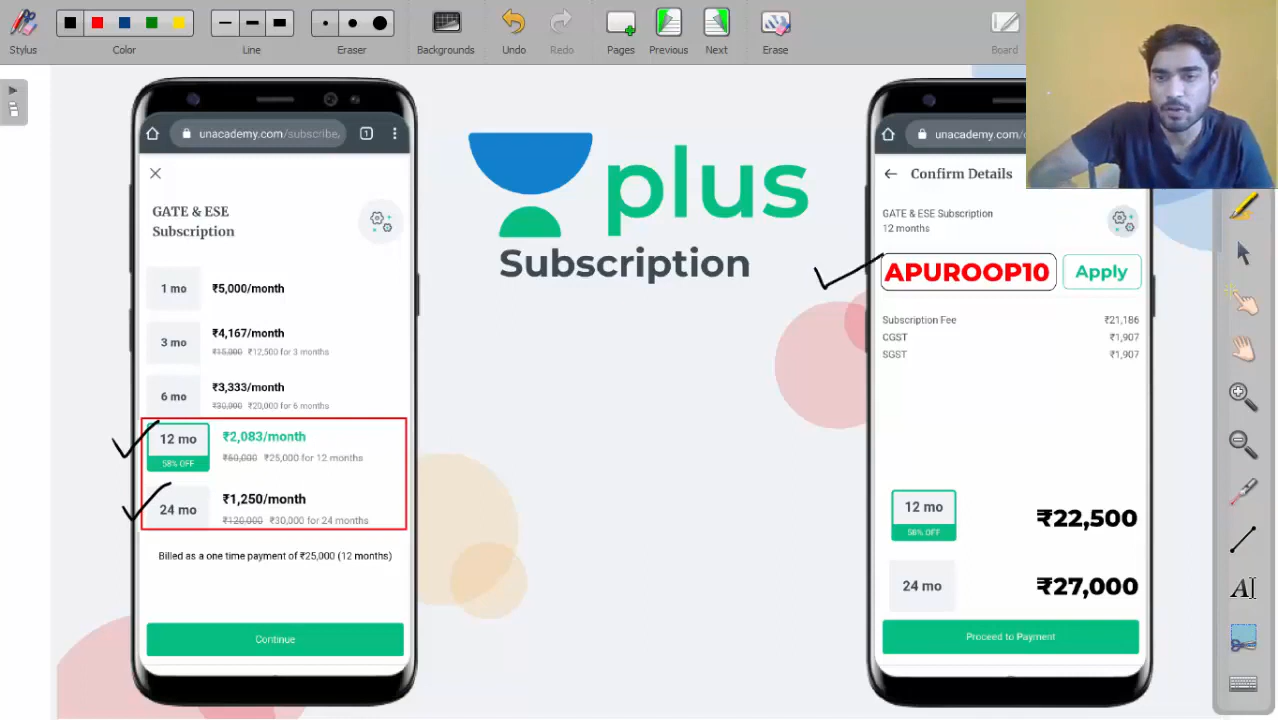 Stylus
Color
Line
Eraser
Backgrounds
Undo
Redo
Pages
Previous
Next
Erase
Board
unacademy.com/subscribe
1
GATE & ESE
Subscription
1 mo
₹5,000/month
3 mo
₹4,167/month
₹15,000 ₹12,500 for 3 months
6 mo
₹3,333/month
₹30,000 ₹20,000 for 6 months
12 mo
58% OFF
₹2,083/month
₹60,000 ₹25,000 for 12 months
24 mo
₹1,250/month
₹120,000 ₹30,000 for 24 months
Billed as a one time payment of ₹25,000 (12 months)
Continue
plus
Subscription
unacademy.com/
Confirm Details
GATE & ESE Subscription
12 months
APUROOP10
Apply
Subscription Fee ₹21,186
CGST ₹1,907
SGST ₹1,907
12 mo
58% OFF
₹22,500
24 mo
₹27,000
Proceed to Payment
A